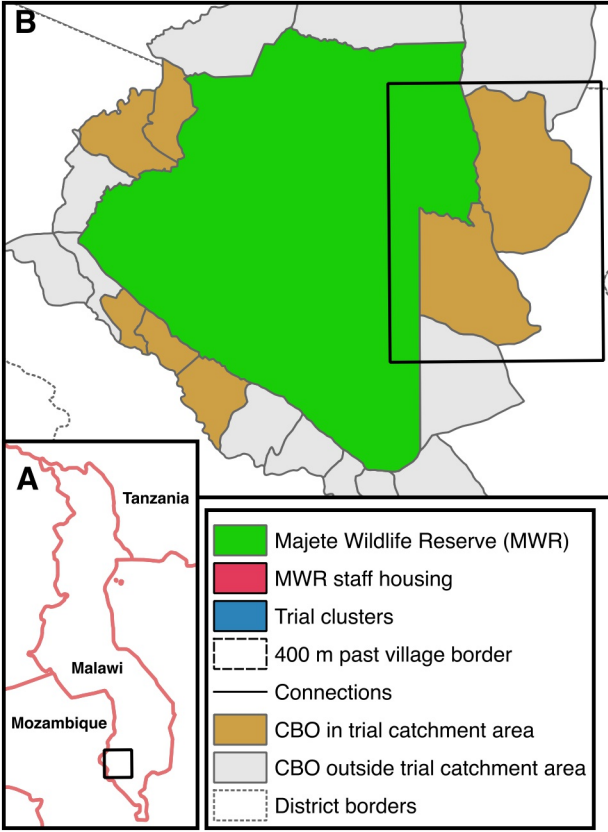 B
A
Tanzania
Malawi
Mozambique
Majete Wildlife Reserve (MWR)
MWR staff housing
Trial clusters
400 m past village border
Connections
CBO in trial catchment area
CBO outside trial catchment area
District borders